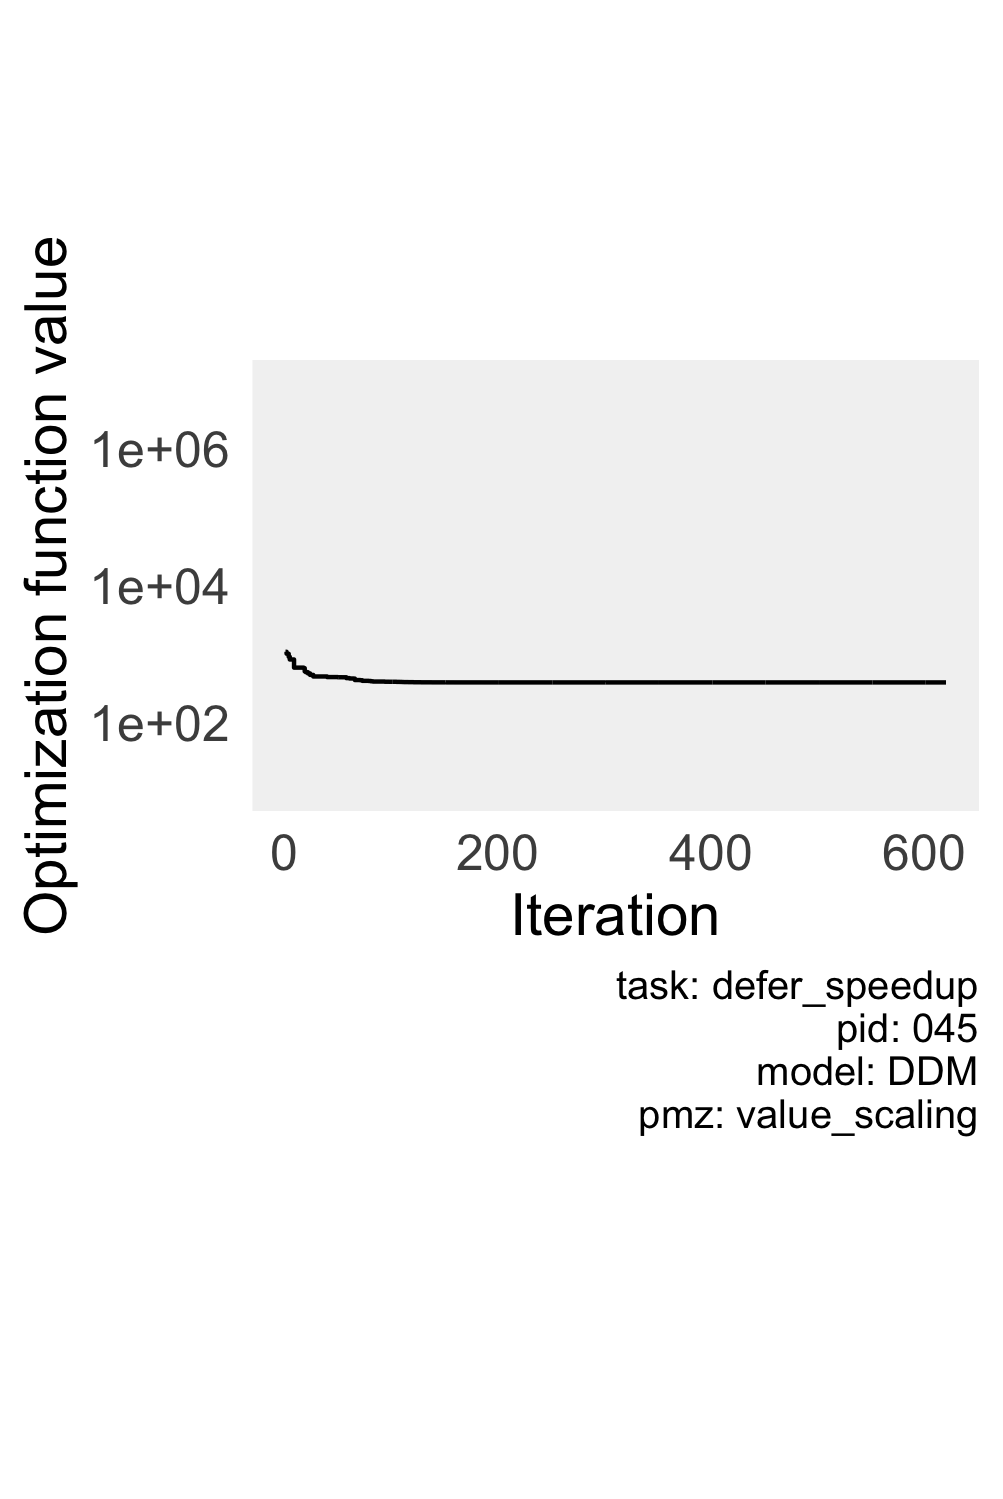 Optimization function value
1e+06
1e+04
1e+02
0 200 400 600
Iteration
task: defer_speedup
pid: 045
model: DDM
pmz: value_scaling